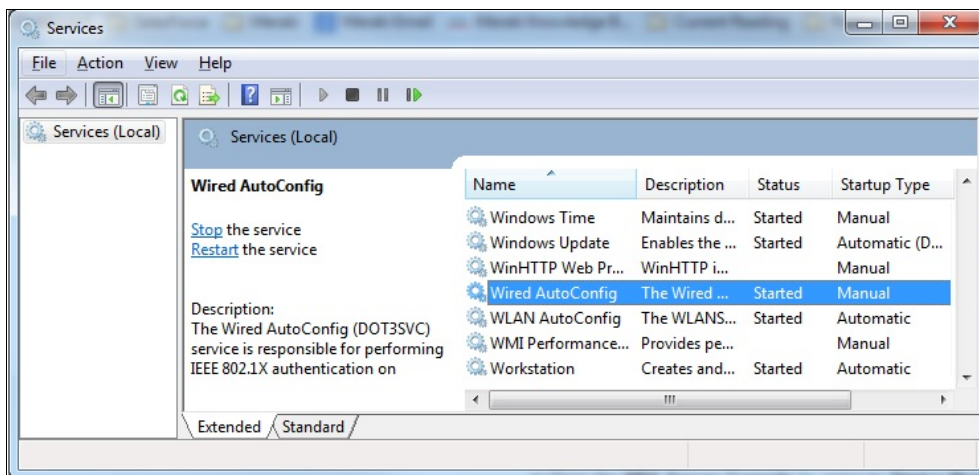 Services
File Action View Help
Services (Local)
Services (Local)
Wired AutoConfig
Stop the service
Restart the service
Description:
The Wired AutoConfig (DOT3SVC)
service is responsible for performing
IEEE 802.1X authentication on
Name Description Status Startup Type
Windows Time Maintains d... Started Manual
Windows Update Enables the ... Started Automatic (D...
WinHTTP Web Pr... WinHTTP i... Manual
Wired AutoConfig The Wired ... Started Manual
WLAN AutoConfig The WLANS... Started Automatic
WMI Performance... Provides pe... Manual
Workstation Creates and... Started Automatic
Extended Standard